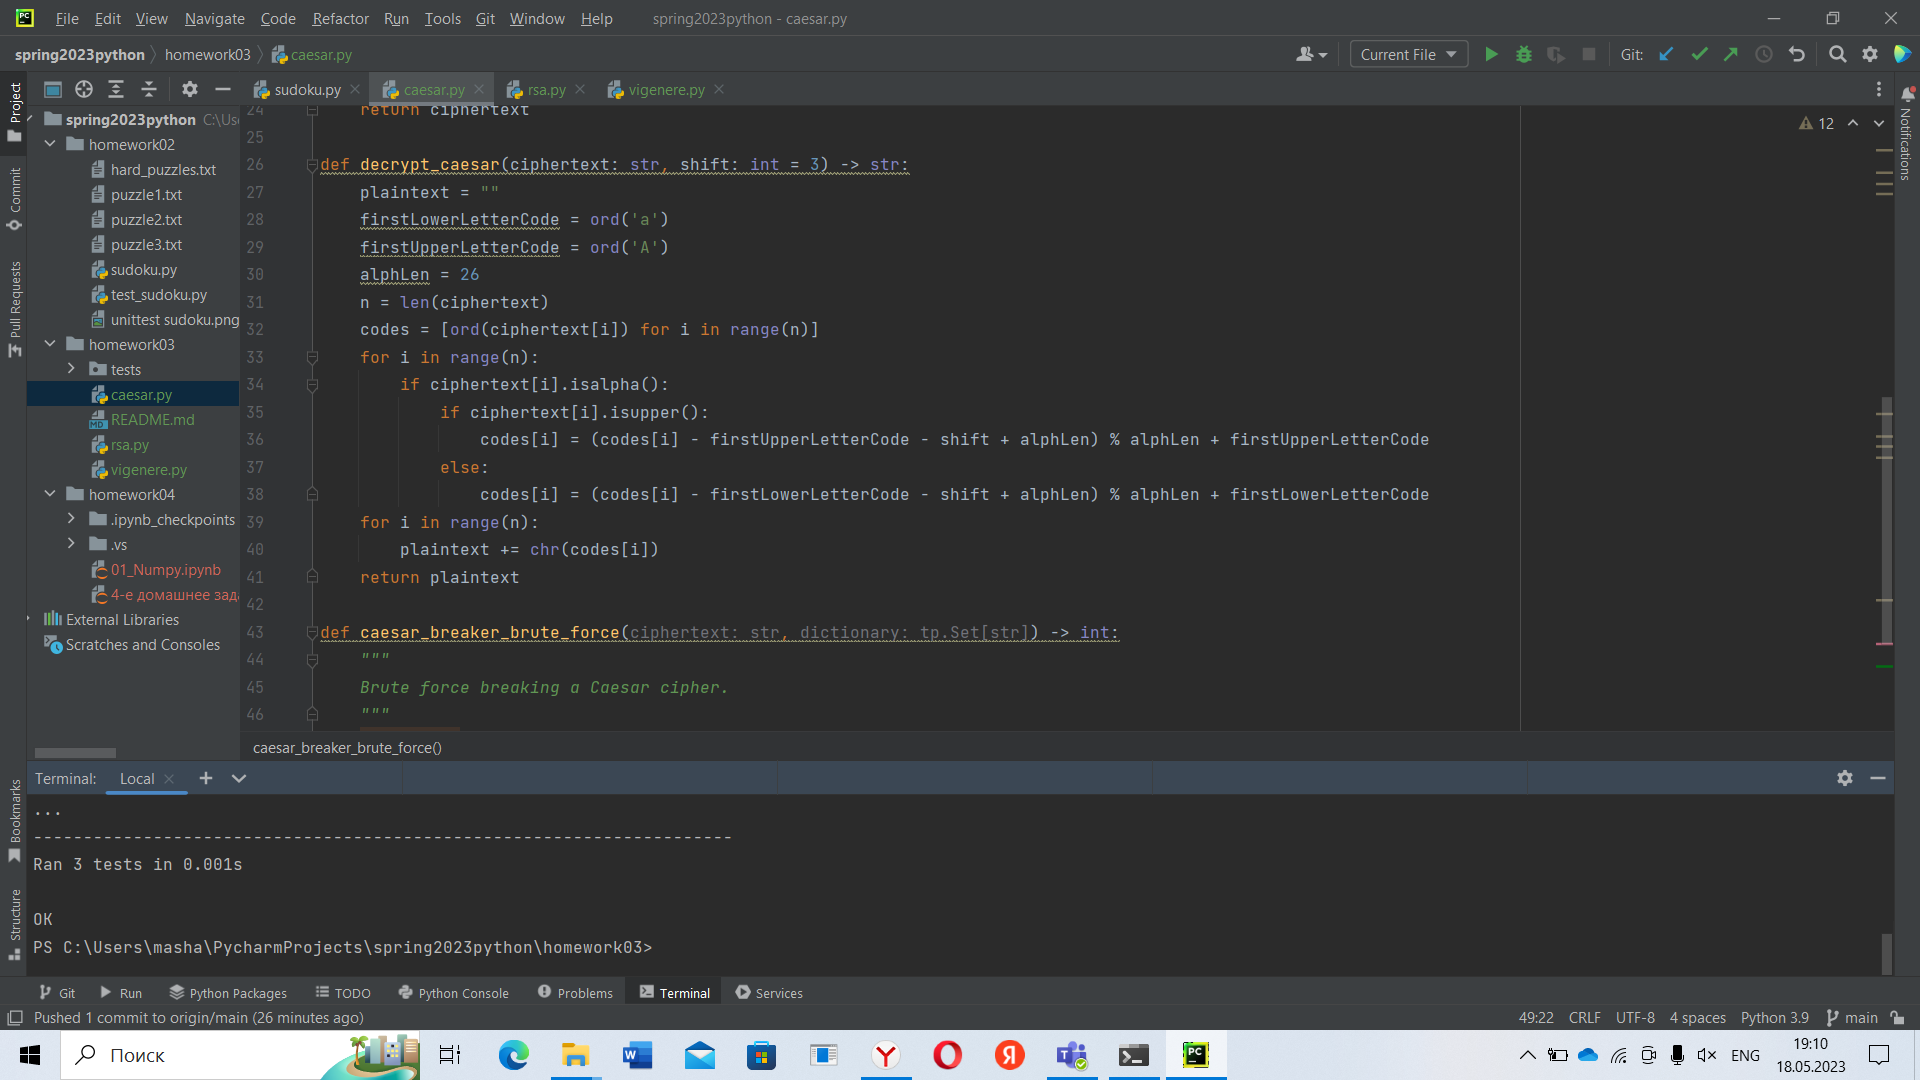 File Edit View Navigate Code Refactor Run Tools Git Window Help spring2023python - caesar.py
spring2023python homework03 caesar.py Current File Git:
sudoku.py caesar.py rsa.py vigenere.py
Project
Commit
Pull Requests
Bookmarks
Structure
Notifications
spring2023python C:\Use
homework02
hard_puzzles.txt
puzzle1.txt
puzzle2.txt
puzzle3.txt
sudoku.py
test_sudoku.py
unittest sudoku.png
homework03
tests
caesar.py
README.md
rsa.py
vigenere.py
homework04
.ipynb_checkpoints
.vs
01_Numpy.ipynb
4-е домашнее зада
External Libraries
Scratches and Consoles
12
24 return ciphertext
25
26 def decrypt_caesar(ciphertext: str, shift: int = 3) -> str:
27 plaintext = ""
28 firstLowerLetterCode = ord('a')
29 firstUpperLetterCode = ord('A')
30 alphLen = 26
31 n = len(ciphertext)
32 codes = [ord(ciphertext[i]) for i in range(n)]
33 for i in range(n):
34 if ciphertext[i].isalpha():
35 if ciphertext[i].isupper():
36 codes[i] = (codes[i] - firstUpperLetterCode - shift + alphLen) % alphLen + firstUpperLetterCode
37 else:
38 codes[i] = (codes[i] - firstLowerLetterCode - shift + alphLen) % alphLen + firstLowerLetterCode
39 for i in range(n):
40 plaintext += chr(codes[i])
41 return plaintext
42
43 def caesar_breaker_brute_force(ciphertext: str, dictionary: tp.Set[str]) -> int:
44 """
45 Brute force breaking a Caesar cipher.
46 """
caesar_breaker_brute_force()
Terminal: Local
...
----------------------------------------------------------------------
Ran 3 tests in 0.001s
OK
PS C:\Users\masha\PycharmProjects\spring2023python\homework03>
Git Run Python Packages TODO Python Console Problems Terminal Services
Pushed 1 commit to origin/main (26 minutes ago) 49:22 CRLF UTF-8 4 spaces Python 3.9 main
Поиск ENG 19:10
18.05.2023